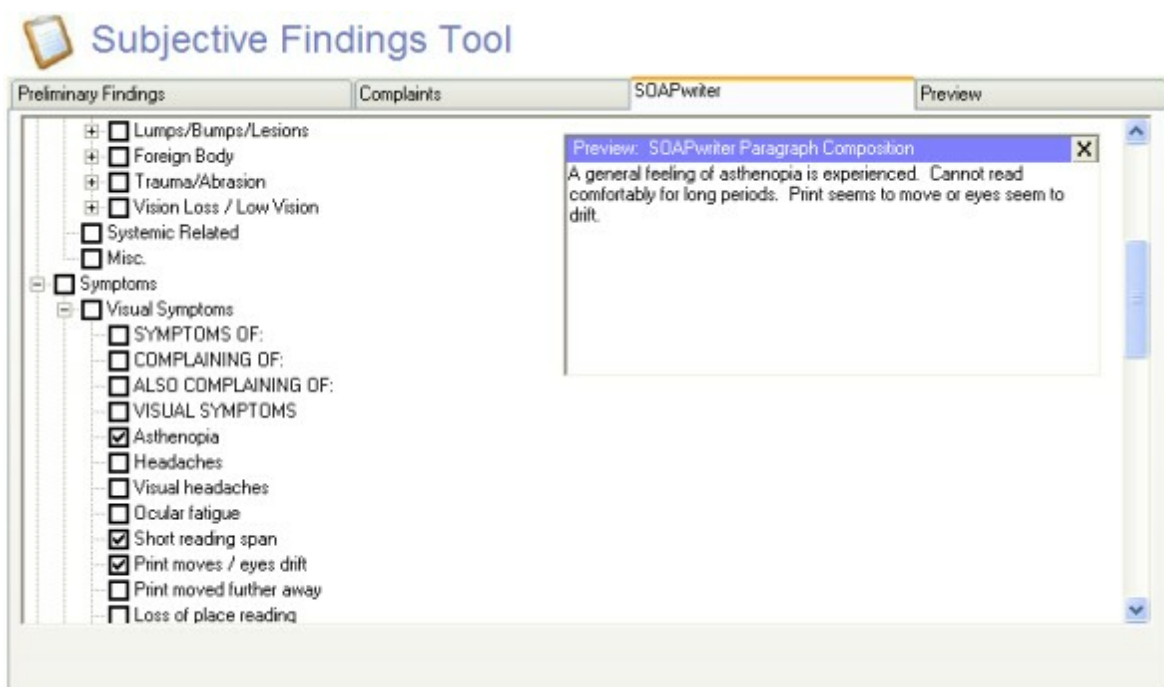 Subjective Findings Tool
Preliminary Findings
Complaints
SOAPwriter
Preview
Lumps/Bumps/Lesions
Foreign Body
Trauma/Abrasion
Vision Loss / Low Vision
Systemic Related
Misc.
Symptoms
Visual Symptoms
SYMPTOMS OF:
COMPLAINING OF:
ALSO COMPLAINING OF:
VISUAL SYMPTOMS
Asthenopia
Headaches
Visual headaches
Ocular fatigue
Short reading span
Print moves / eyes drift
Print moved further away
Loss of place reading
Preview: SOAPwriter Paragraph Composition
A general feeling of asthenopia is experienced. Cannot read
comfortably for long periods. Print seems to move or eyes seem to
drift.